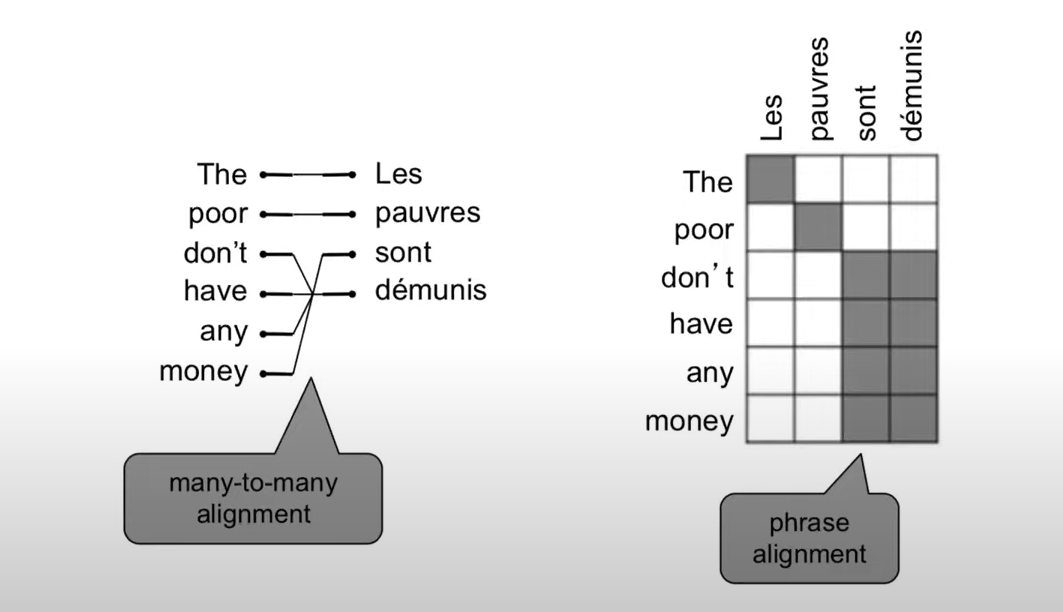 The Les
poor pauvres
don't sont
have démunis
any
money
many-to-many
alignment
Les pauvres sont démunis
The
poor
don't
have
any
money
phrase
alignment